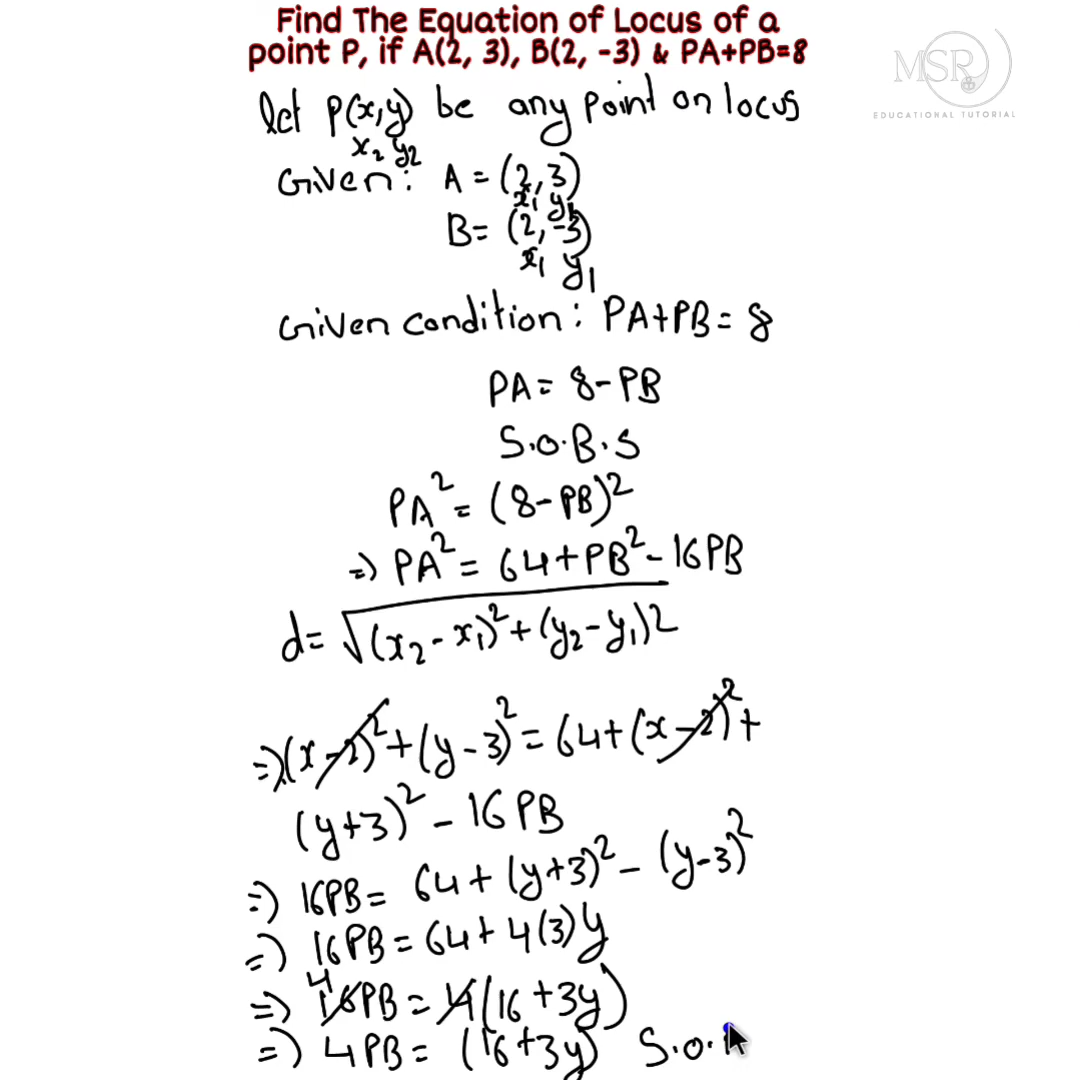 Find The Equation of Locus of a
point P, if A(2, 3), B(2, -3) & PA+PB=8
MSR
EDUCATIONAL TUTORIAL
let P(x,y) be any point on locus
x₂ y₂
Given: A = (2, 3)
x₁ y₁
B = (2, -3)
x₁ y₁
Given condition: PA+PB = 8
PA = 8 - PB
S.O.B.S
PA² = (8 - PB)²
=> PA² = 64 + PB² - 16PB
d = √(x₂ - x₁)² + (y₂ - y₁)2
=> (x - 2)² + (y - 3)² = 64 + (x - 2)² +
(y+3)² - 16PB
=> 16PB = 64 + (y+3)² - (y-3)²
=> 16PB = 64 + 4(3)y
4
=> 16PB = 4(16 + 3y)
=> 4PB = (16 + 3y) S.O.